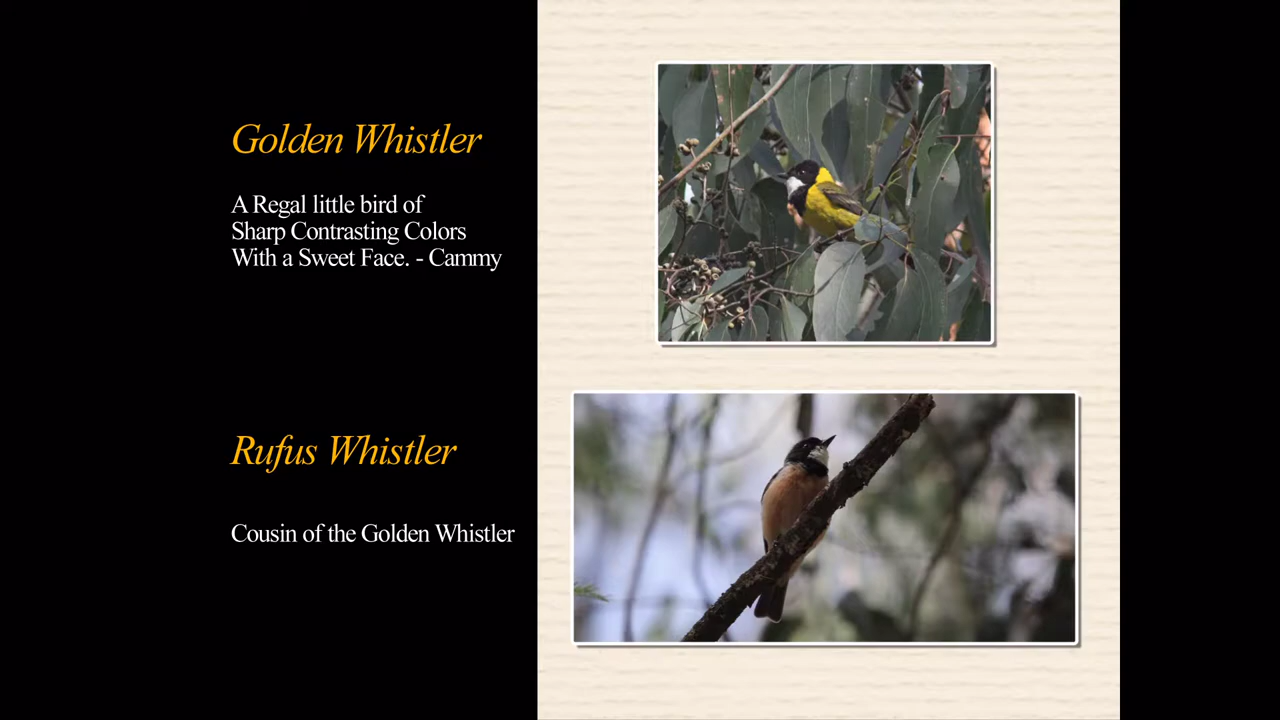 Golden Whistler
A Regal little bird of
Sharp Contrasting Colors
With a Sweet Face. - Cammy
Rufus Whistler
Cousin of the Golden Whistler